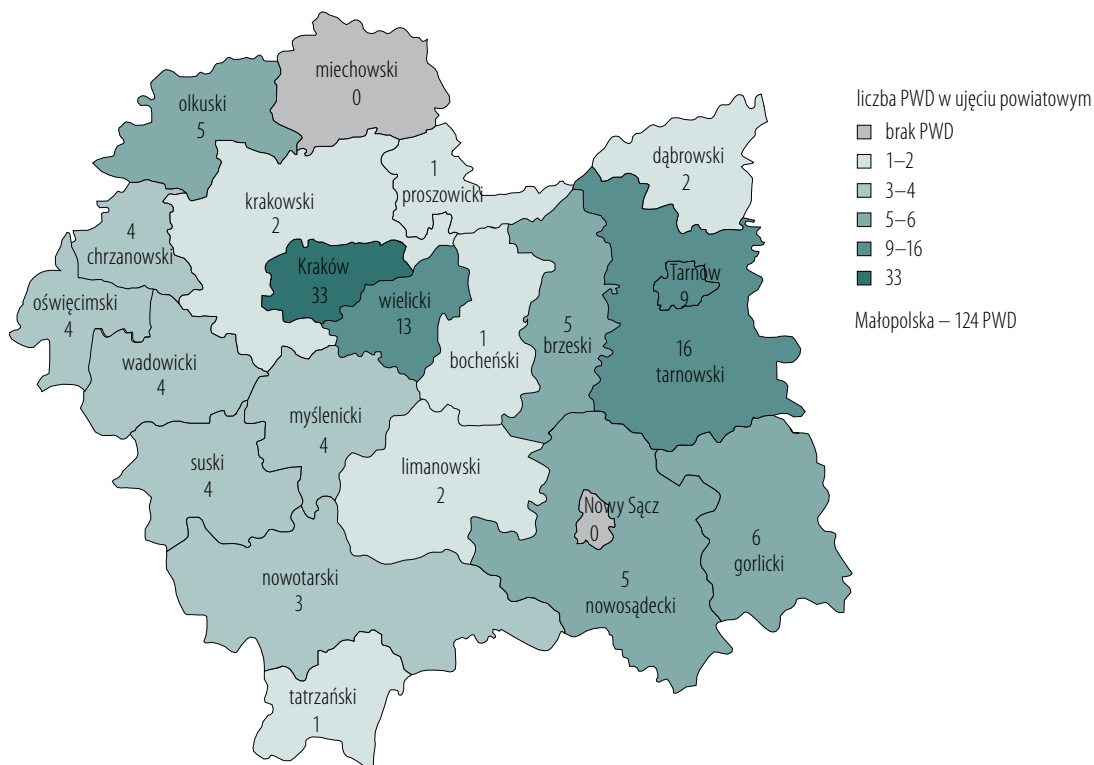 miechowski
0
olkuski
5
1
proszowicki
dąbrowski
2
krakowski
2
4
chrzanowski
Kraków
33
wielicki
13
Tarnów
9
oświęcimski
4
wadowicki
4
1
bocheński
5
brzeski
16
tarnowski
myślenicki
4
suski
4
limanowski
2
Nowy Sącz
0
6
gorlicki
nowotarski
3
5
nowosądecki
tatrzański
1
liczba PWD w ujęciu powiatowym
brak PWD
1–2
3–4
5–6
9–16
33
Małopolska – 124 PWD